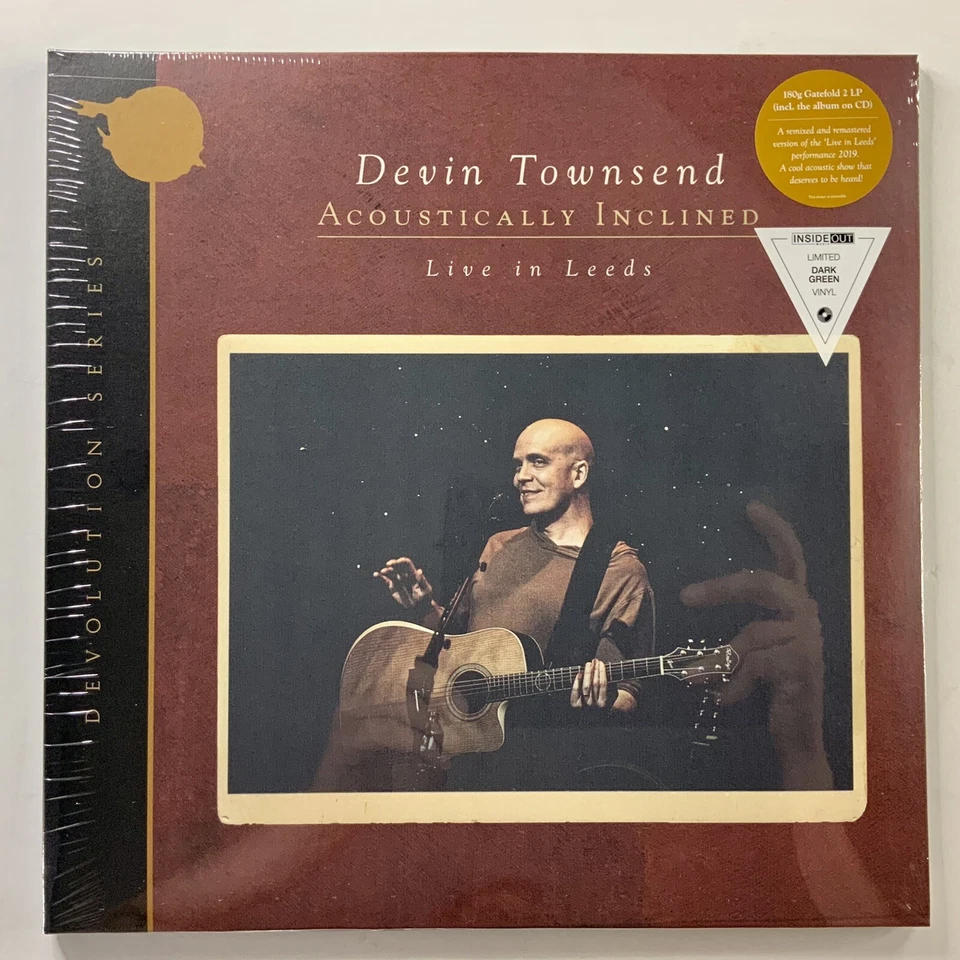 Devin Townsend
ACOUSTICALLY INCLINED
Live in Leeds
DEVOLUTION SERIES
180g Gatefold 2 LP
(incl. the album on CD)
A remixed and remastered
version of the 'Live in Leeds'
performance 2019.
A cool acoustic show that
deserves to be heard!
INSIDEOUT
MUSIC
LIMITED
DARK
GREEN
VINYL